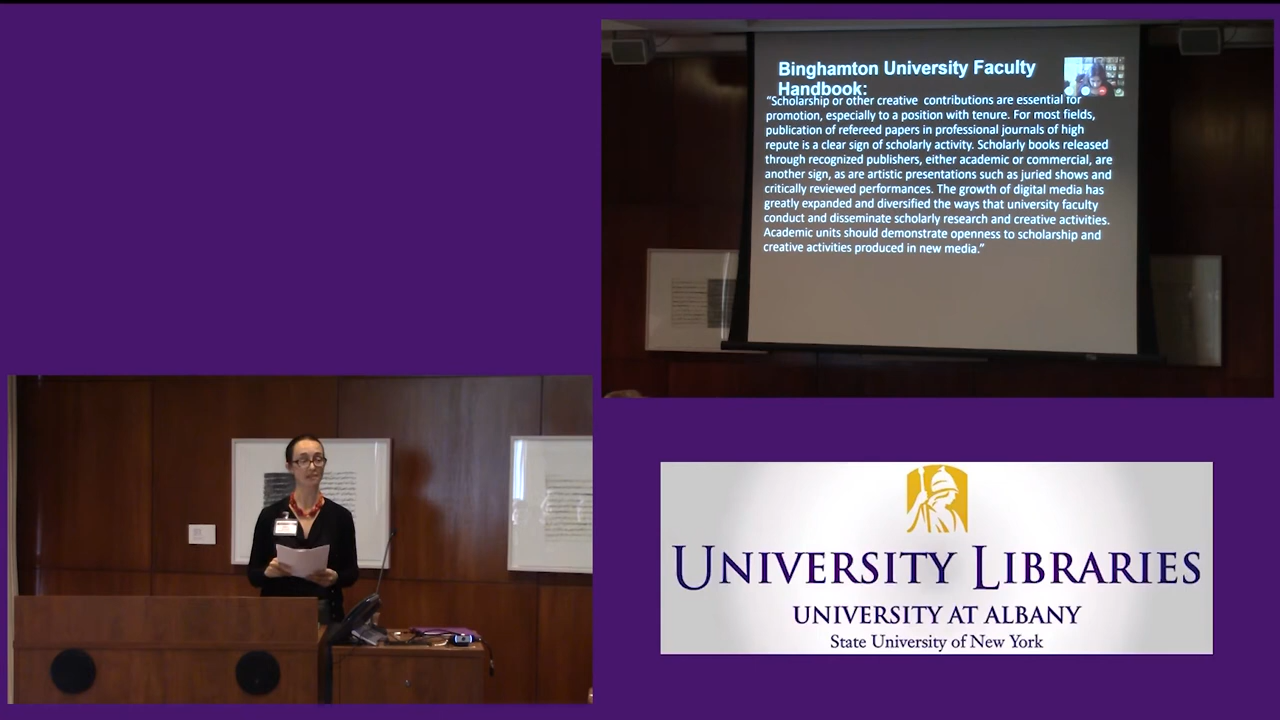 Binghamton University Faculty
Handbook:
“Scholarship or other creative contributions are essential for
promotion, especially to a position with tenure. For most fields,
publication of refereed papers in professional journals of high
repute is a clear sign of scholarly activity. Scholarly books released
through recognized publishers, either academic or commercial, are
another sign, as are artistic presentations such as juried shows and
critically reviewed performances. The growth of digital media has
greatly expanded and diversified the ways that university faculty
conduct and disseminate scholarly research and creative activities.
Academic units should demonstrate openness to scholarship and
creative activities produced in new media.”
UNIVERSITY LIBRARIES
UNIVERSITY AT ALBANY
State University of New York